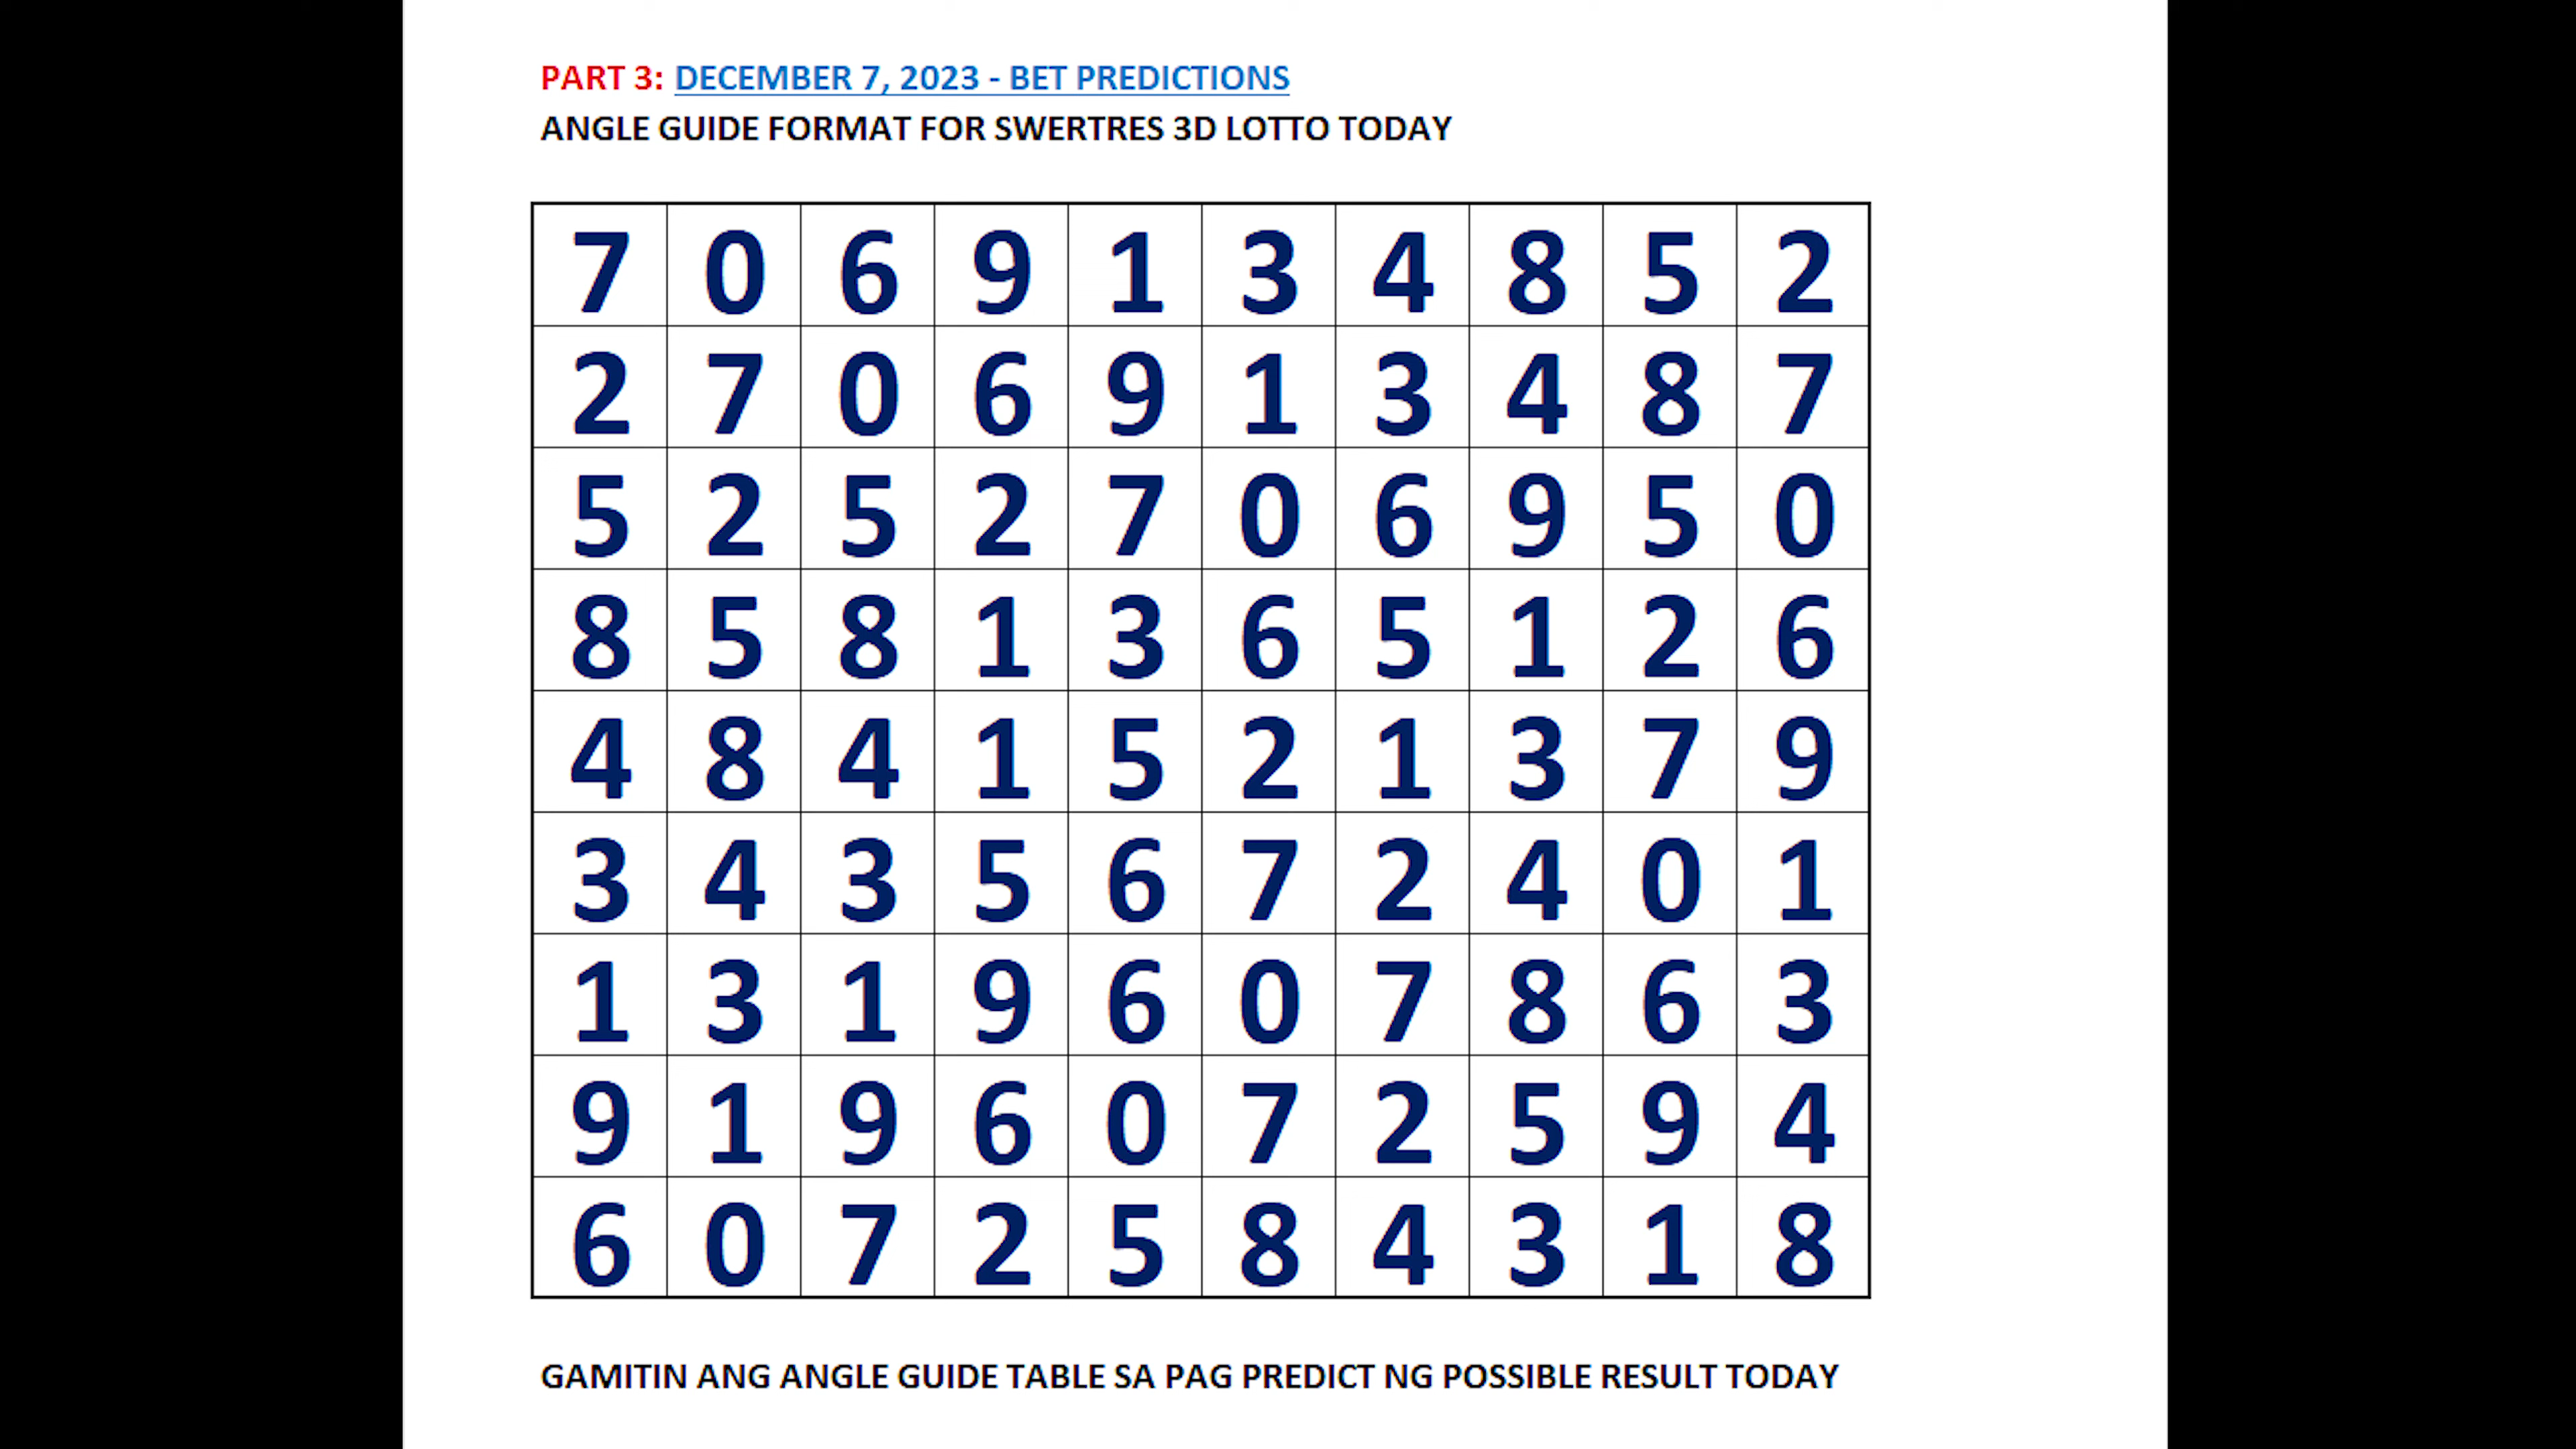 PART 3: DECEMBER 7, 2023 - BET PREDICTIONS
ANGLE GUIDE FORMAT FOR SWERTRES 3D LOTTO TODAY
7 0 6 9 1 3 4 8 5 2
2 7 0 6 9 1 3 4 8 7
5 2 5 2 7 0 6 9 5 0
8 5 8 1 3 6 5 1 2 6
4 8 4 1 5 2 1 3 7 9
3 4 3 5 6 7 2 4 0 1
1 3 1 9 6 0 7 8 6 3
9 1 9 6 0 7 2 5 9 4
6 0 7 2 5 8 4 3 1 8
GAMITIN ANG ANGLE GUIDE TABLE SA PAG PREDICT NG POSSIBLE RESULT TODAY